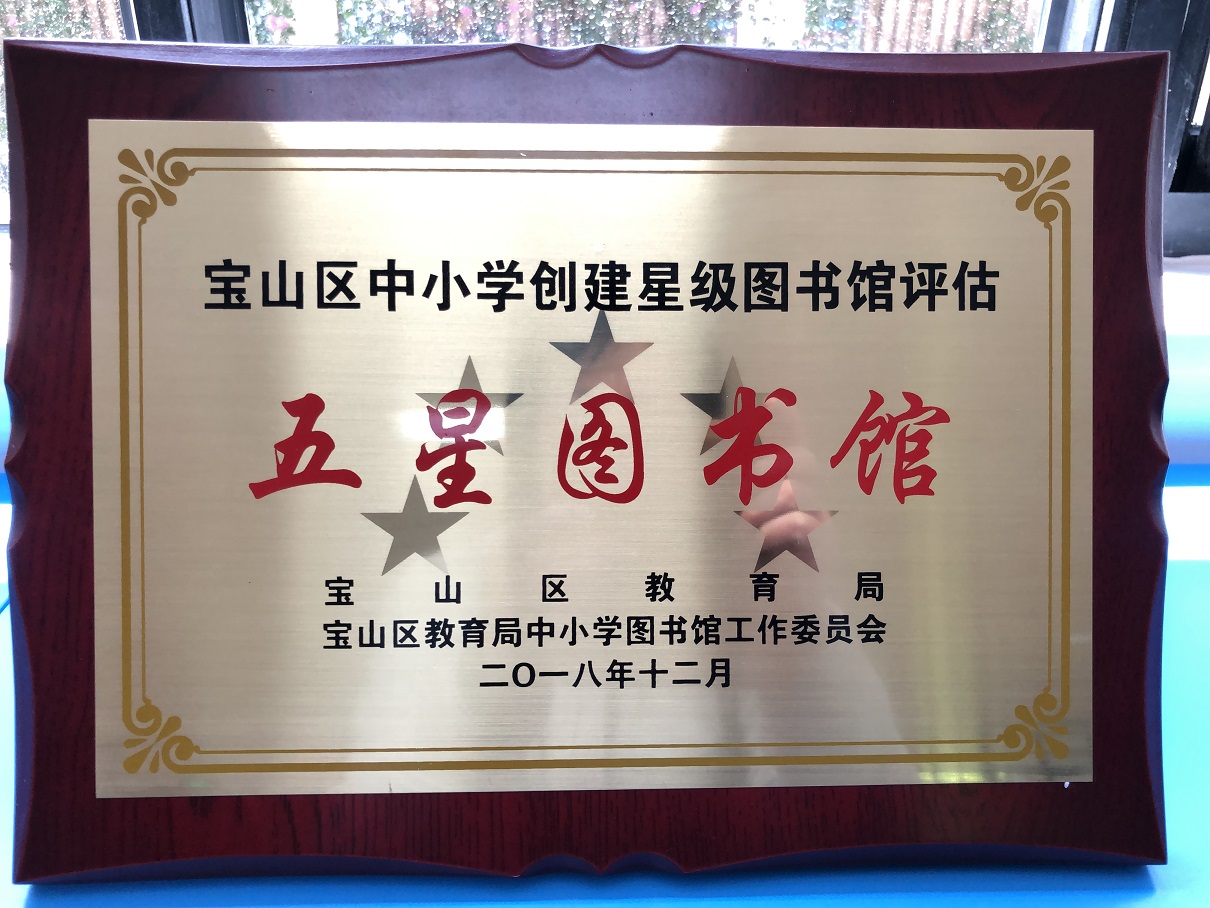 宝山区中小学创建星级图书馆评估
五星图书馆
宝山区教育局
宝山区教育局中小学图书馆工作委员会
二〇一八年十二月